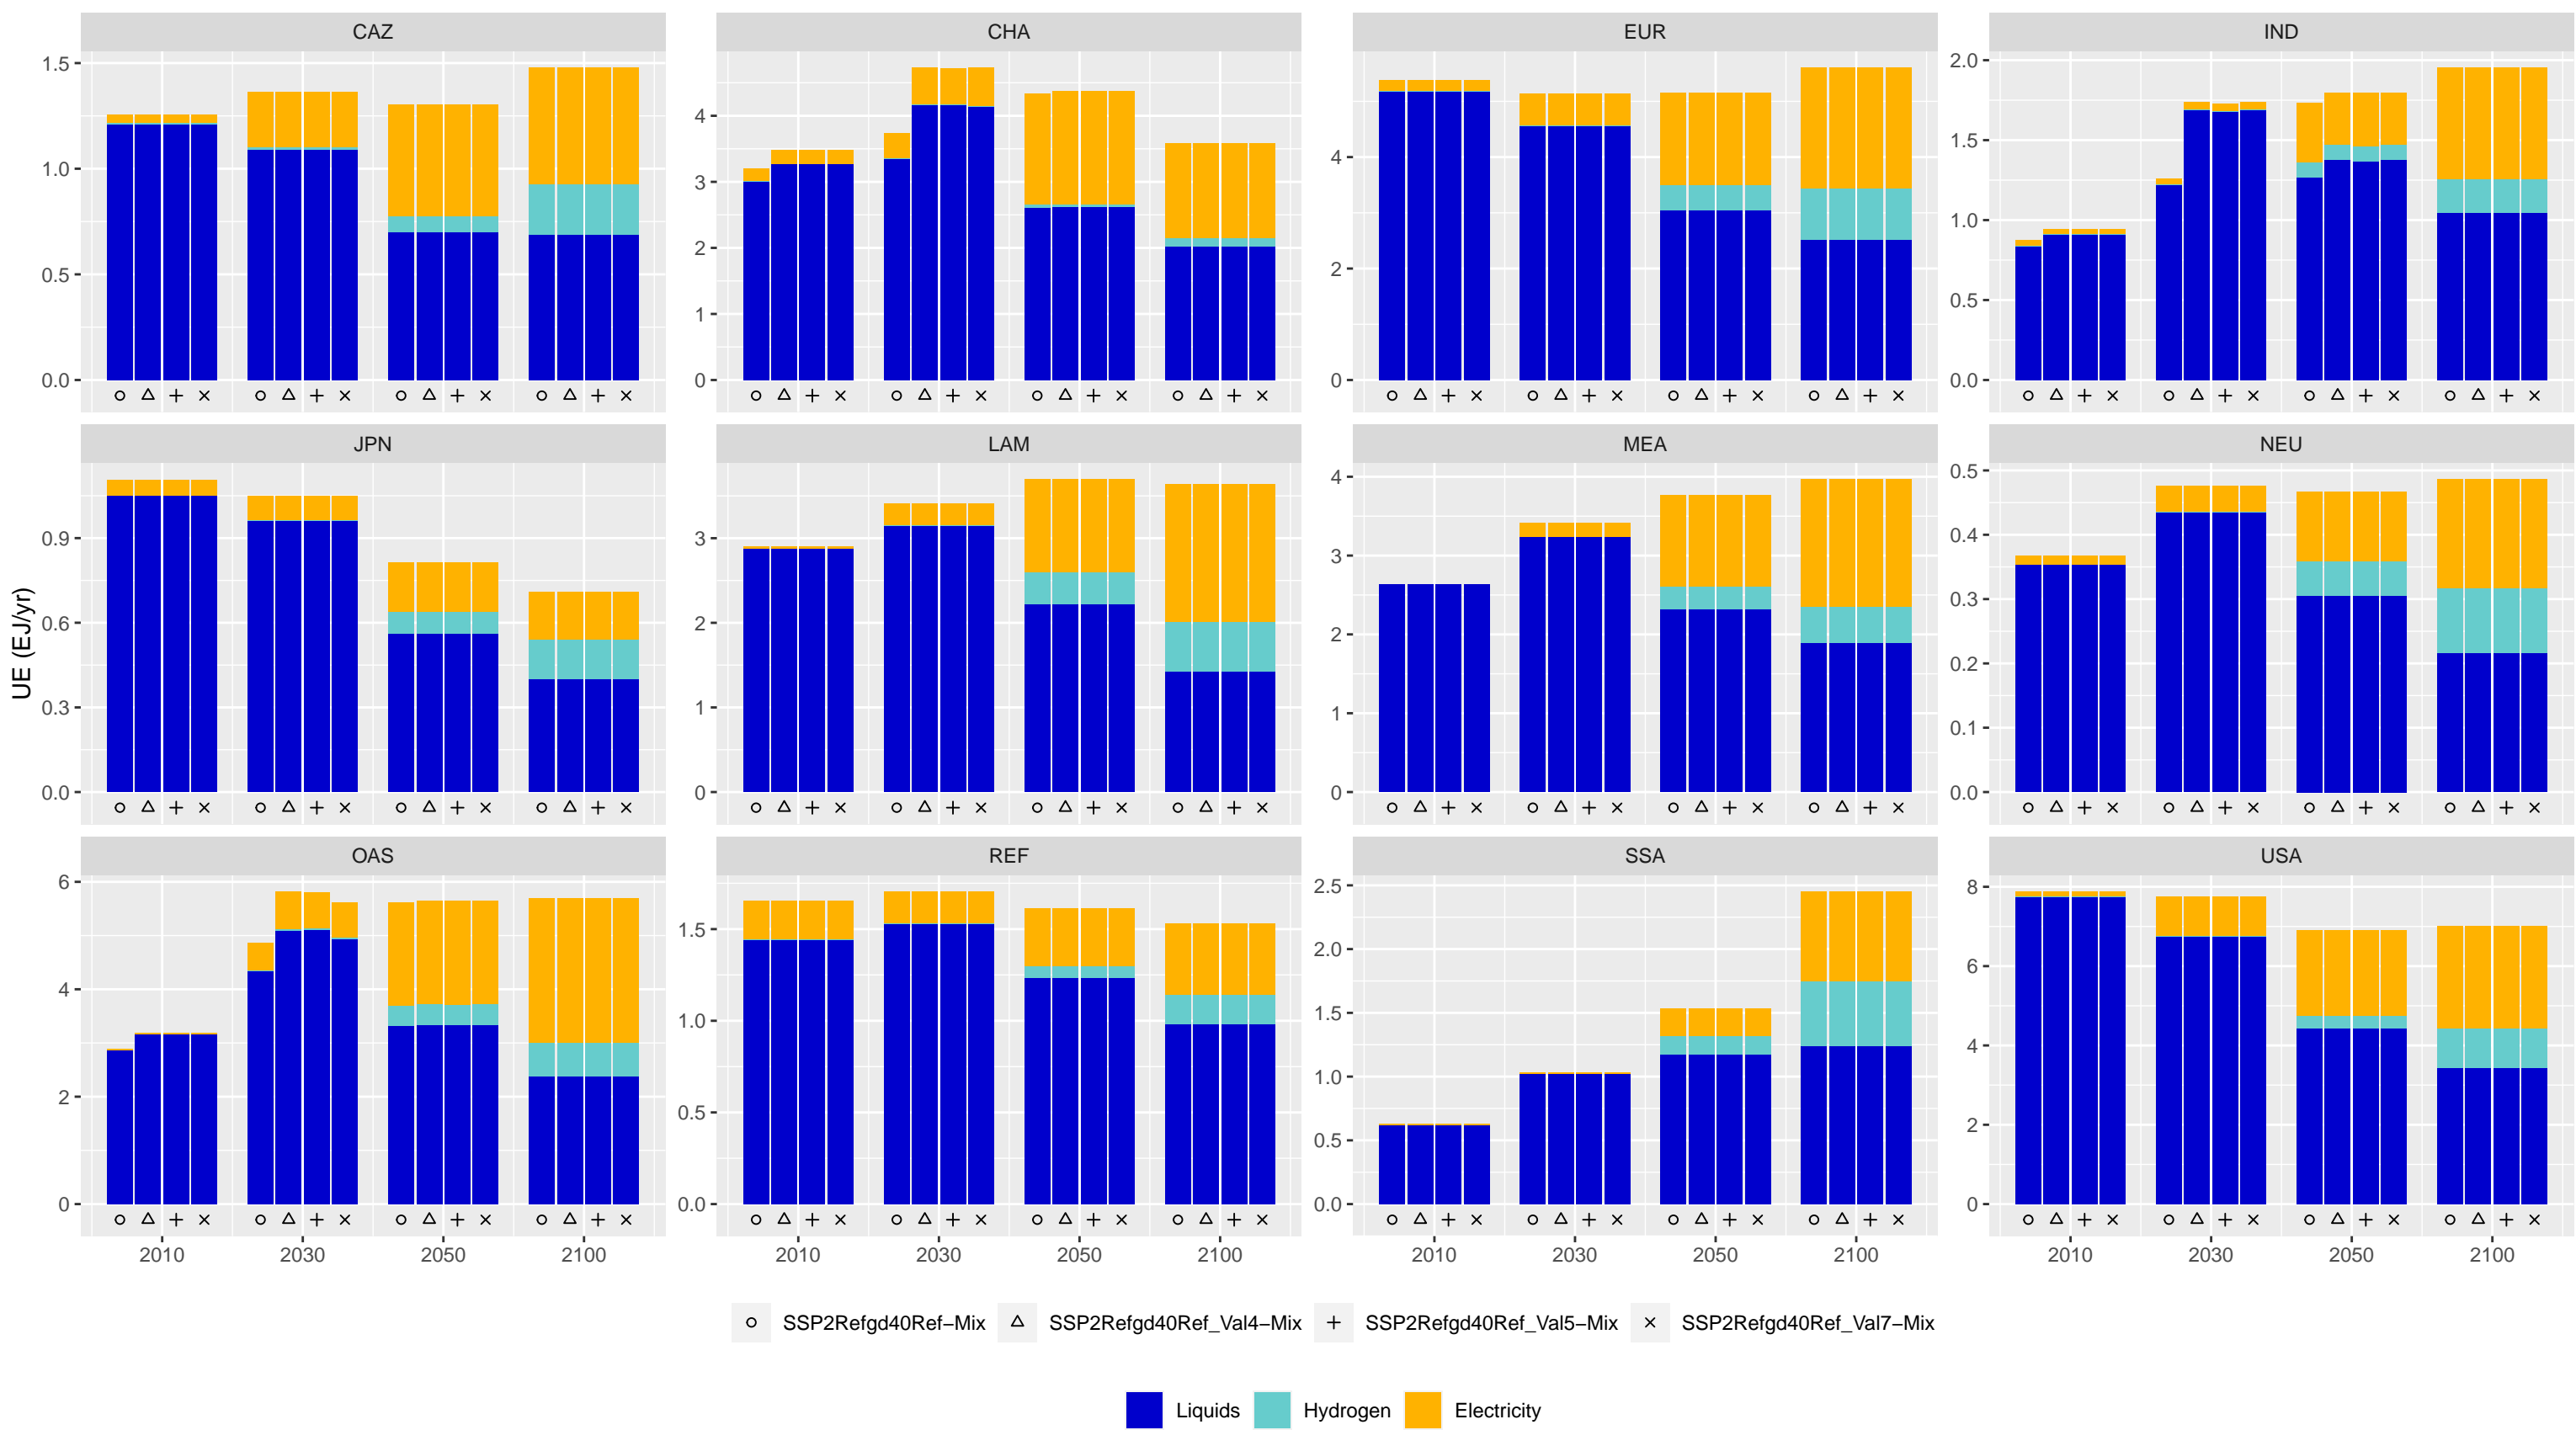 CAZ CHA EUR IND
1.5 4 4 2.0
1.0 3 2 1.5
0.5 2 0 1.0
0.0 1 0.5
0 0.0
JPN LAM MEA NEU
0.9 3 4 0.5
0.6 2 3 0.4
0.3 1 2 0.3
0.0 0 1 0.2
0 0.1
0.0
UE (EJ/yr)
OAS REF SSA USA
6 1.5 2.5 8
4 1.0 2.0 6
2 0.5 1.5 4
0 0.0 1.0 2
0.5 0
0.0
2010 2030 2050 2100 2010 2030 2050 2100 2010 2030 2050 2100 2010 2030 2050 2100
SSP2Refgd40Ref−Mix SSP2Refgd40Ref_Val4−Mix SSP2Refgd40Ref_Val5−Mix SSP2Refgd40Ref_Val7−Mix
Liquids Hydrogen Electricity